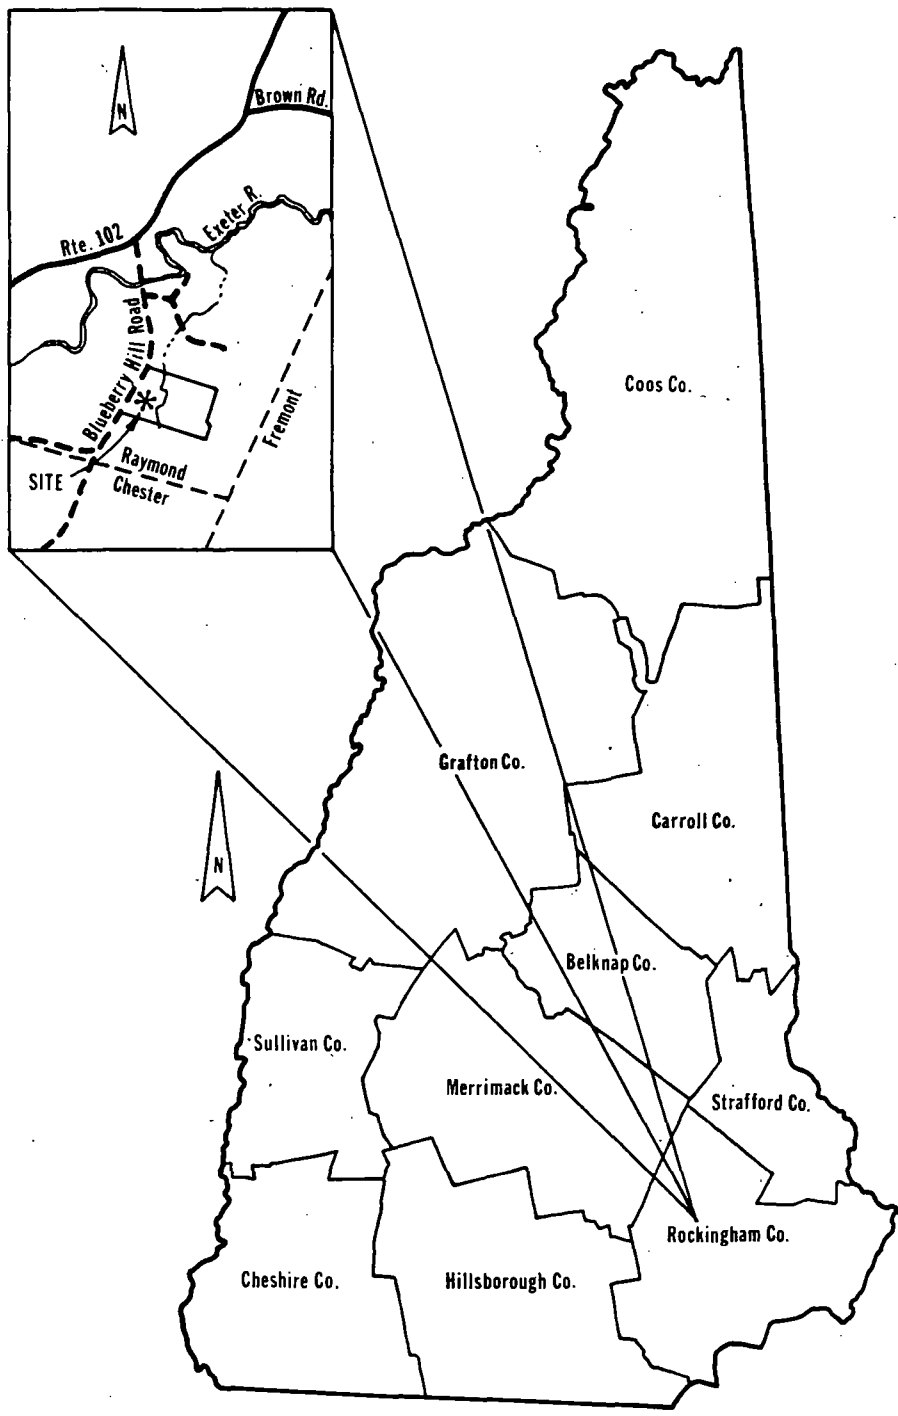 N
Brown Rd.
Exeter R.
Rte. 102
Blueberry Hill Road
Fremont
Raymond
SITE
Chester
Coos Co.
Grafton Co.
Carroll Co.
N
Belknap Co.
Sullivan Co.
Merrimack Co.
Strafford Co.
Rockingham Co.
Cheshire Co.
Hillsborough Co.